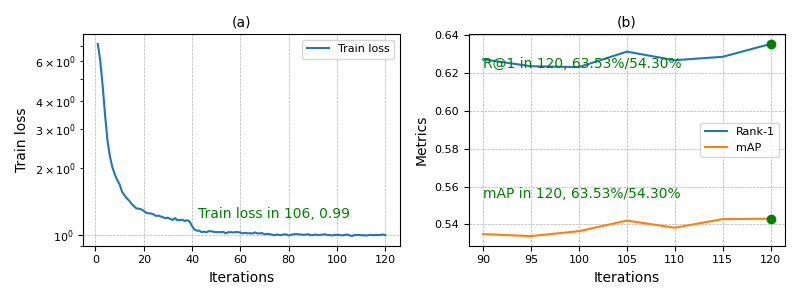 (a)
Train loss
6 × 10⁰
4 × 10⁰
3 × 10⁰
2 × 10⁰
10⁰
Train loss
Train loss in 106, 0.99
0 20 40 60 80 100 120
Iterations
(b)
0.64
0.62
0.60
0.58
0.56
0.54
Metrics
R@1 in 120, 63.53%/54.30%
Rank-1
mAP
mAP in 120, 63.53%/54.30%
90 95 100 105 110 115 120
Iterations